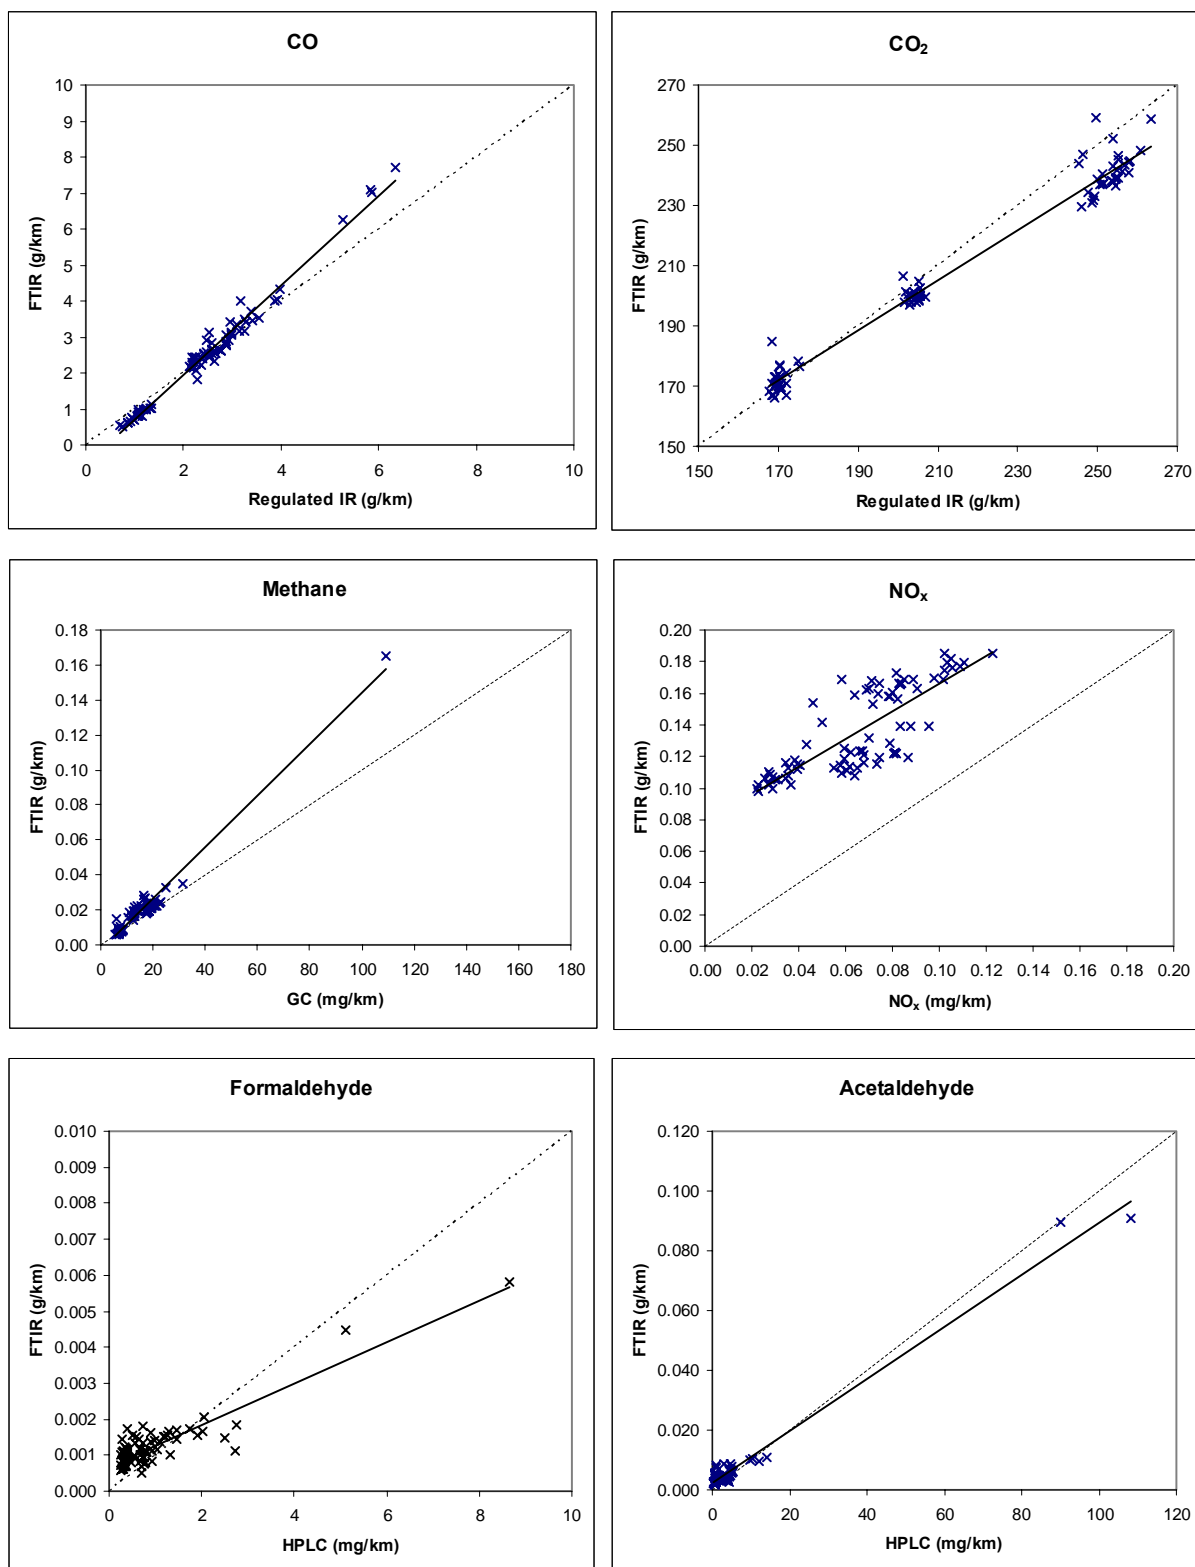 CO
10
9
8
7
6
5
4
3
2
1
0
FTIR (g/km)
0 2 4 6 8 10
Regulated IR (g/km)
CO₂
270
250
230
210
190
170
150
FTIR (g/km)
150 170 190 210 230 250 270
Regulated IR (g/km)
Methane
0.18
0.16
0.14
0.12
0.10
0.08
0.06
0.04
0.02
0.00
FTIR (g/km)
0 20 40 60 80 100 120 140 160 180
GC (mg/km)
NOₓ
0.20
0.18
0.16
0.14
0.12
0.10
0.08
0.06
0.04
0.02
0.00
FTIR (g/km)
0.00 0.02 0.04 0.06 0.08 0.10 0.12 0.14 0.16 0.18 0.20
NOₓ (mg/km)
Formaldehyde
0.010
0.009
0.008
0.007
0.006
0.005
0.004
0.003
0.002
0.001
0.000
FTIR (g/km)
0 2 4 6 8 10
HPLC (mg/km)
Acetaldehyde
0.120
0.100
0.080
0.060
0.040
0.020
0.000
FTIR (g/km)
0 20 40 60 80 100 120
HPLC (mg/km)